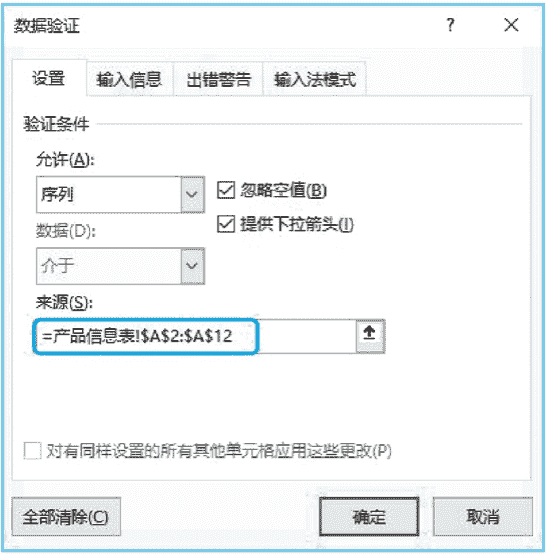 数据验证 ? ×
设置 输入信息 出错警告 输入法模式
验证条件
允许(A):
序列
忽略空值(B)
提供下拉箭头(I)
数据(D):
介于
来源(S):
=产品信息表!$A$2:$A$12
对有同样设置的所有其他单元格应用这些更改(P)
全部清除(C) 确定 取消